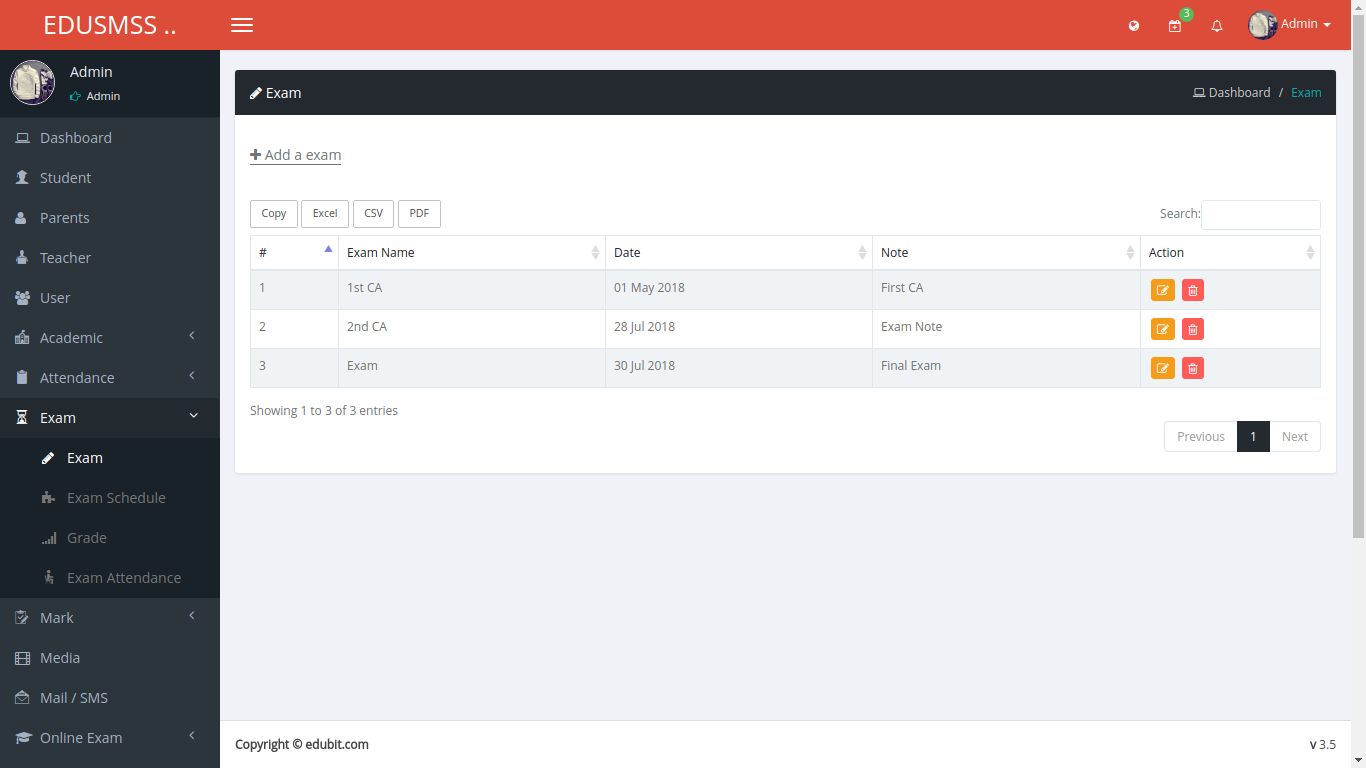 EDUSMSS ..
3
Admin
Admin
Admin
Dashboard
Student
Parents
Teacher
User
Academic
Attendance
Exam
Exam
Exam Schedule
Grade
Exam Attendance
Mark
Media
Mail / SMS
Online Exam
Exam
Dashboard / Exam
Add a exam
Copy Excel CSV PDF
Search:
# Exam Name Date Note Action
1 1st CA 01 May 2018 First CA
2 2nd CA 28 Jul 2018 Exam Note
3 Exam 30 Jul 2018 Final Exam
Showing 1 to 3 of 3 entries
Previous 1 Next
Copyright © edubit.com
v 3.5